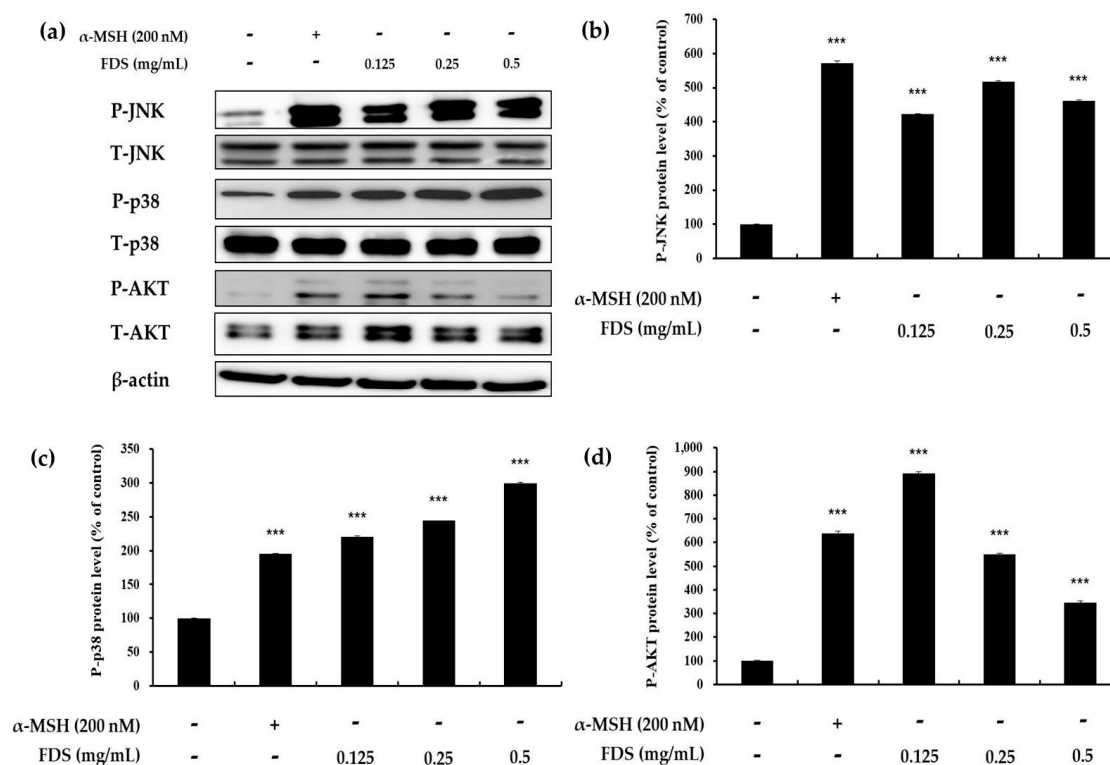 (a)
α-MSH (200 nM) - + - - -
FDS (mg/mL) - - 0.125 0.25 0.5
P-JNK
T-JNK
P-p38
T-p38
P-AKT
T-AKT
β-actin
(b)
P-JNK protein level (% of control)
700
600
500
400
300
200
100
0
*** *** *** ***
α-MSH (200 nM) - + - - -
FDS (mg/mL) - - 0.125 0.25 0.5
(c)
P-p38 protein level (% of control)
350
300
250
200
150
100
50
0
*** *** *** ***
α-MSH (200 nM) - + - - -
FDS (mg/mL) - - 0.125 0.25 0.5
(d)
P-AKT protein level (% of control)
1,000
900
800
700
600
500
400
300
200
100
0
*** *** *** ***
α-MSH (200 nM) - + - - -
FDS (mg/mL) - - 0.125 0.25 0.5